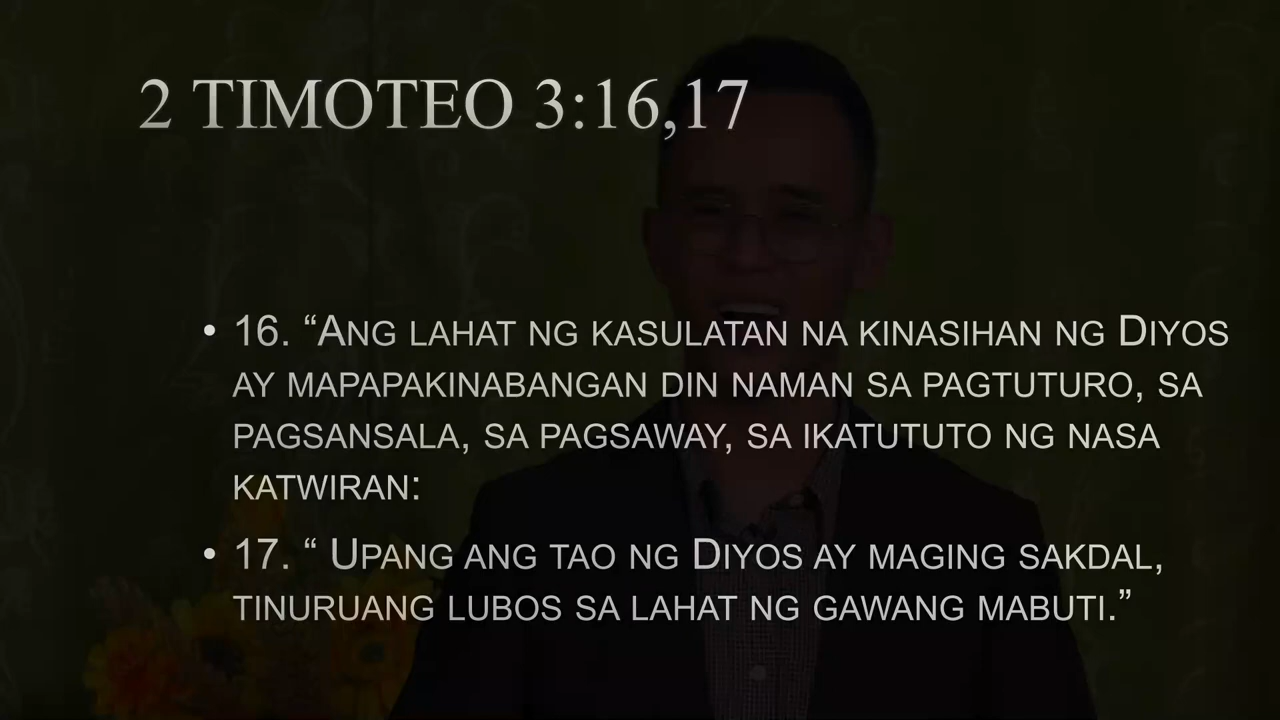 2 TIMOTEO 3:16,17
• 16. “Ang lahat ng kasulatan na kinasihan ng Diyos
ay mapapakinabangan din naman sa pagtuturo, sa
pagsansala, sa pagsaway, sa ikatututo ng nasa
katwiran:
• 17. “ Upang ang tao ng Diyos ay maging sakdal,
tinuruang lubos sa lahat ng gawang mabuti.”